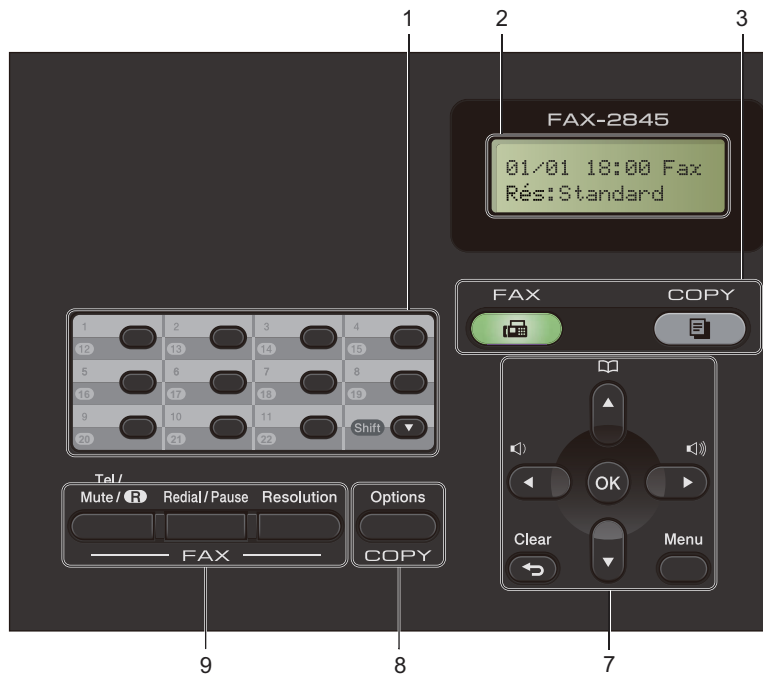 1 2 3
FAX-2845
01/01 18:00 Fax
Rés:Standard
FAX COPY
1 2 3 4
12 13 14 15
5 6 7 8
16 17 18 19
9 10 11
20 21 22 Shift
Tel /
Mute / R Redial / Pause Resolution Options
FAX COPY
OK
Clear Menu
9 8 7